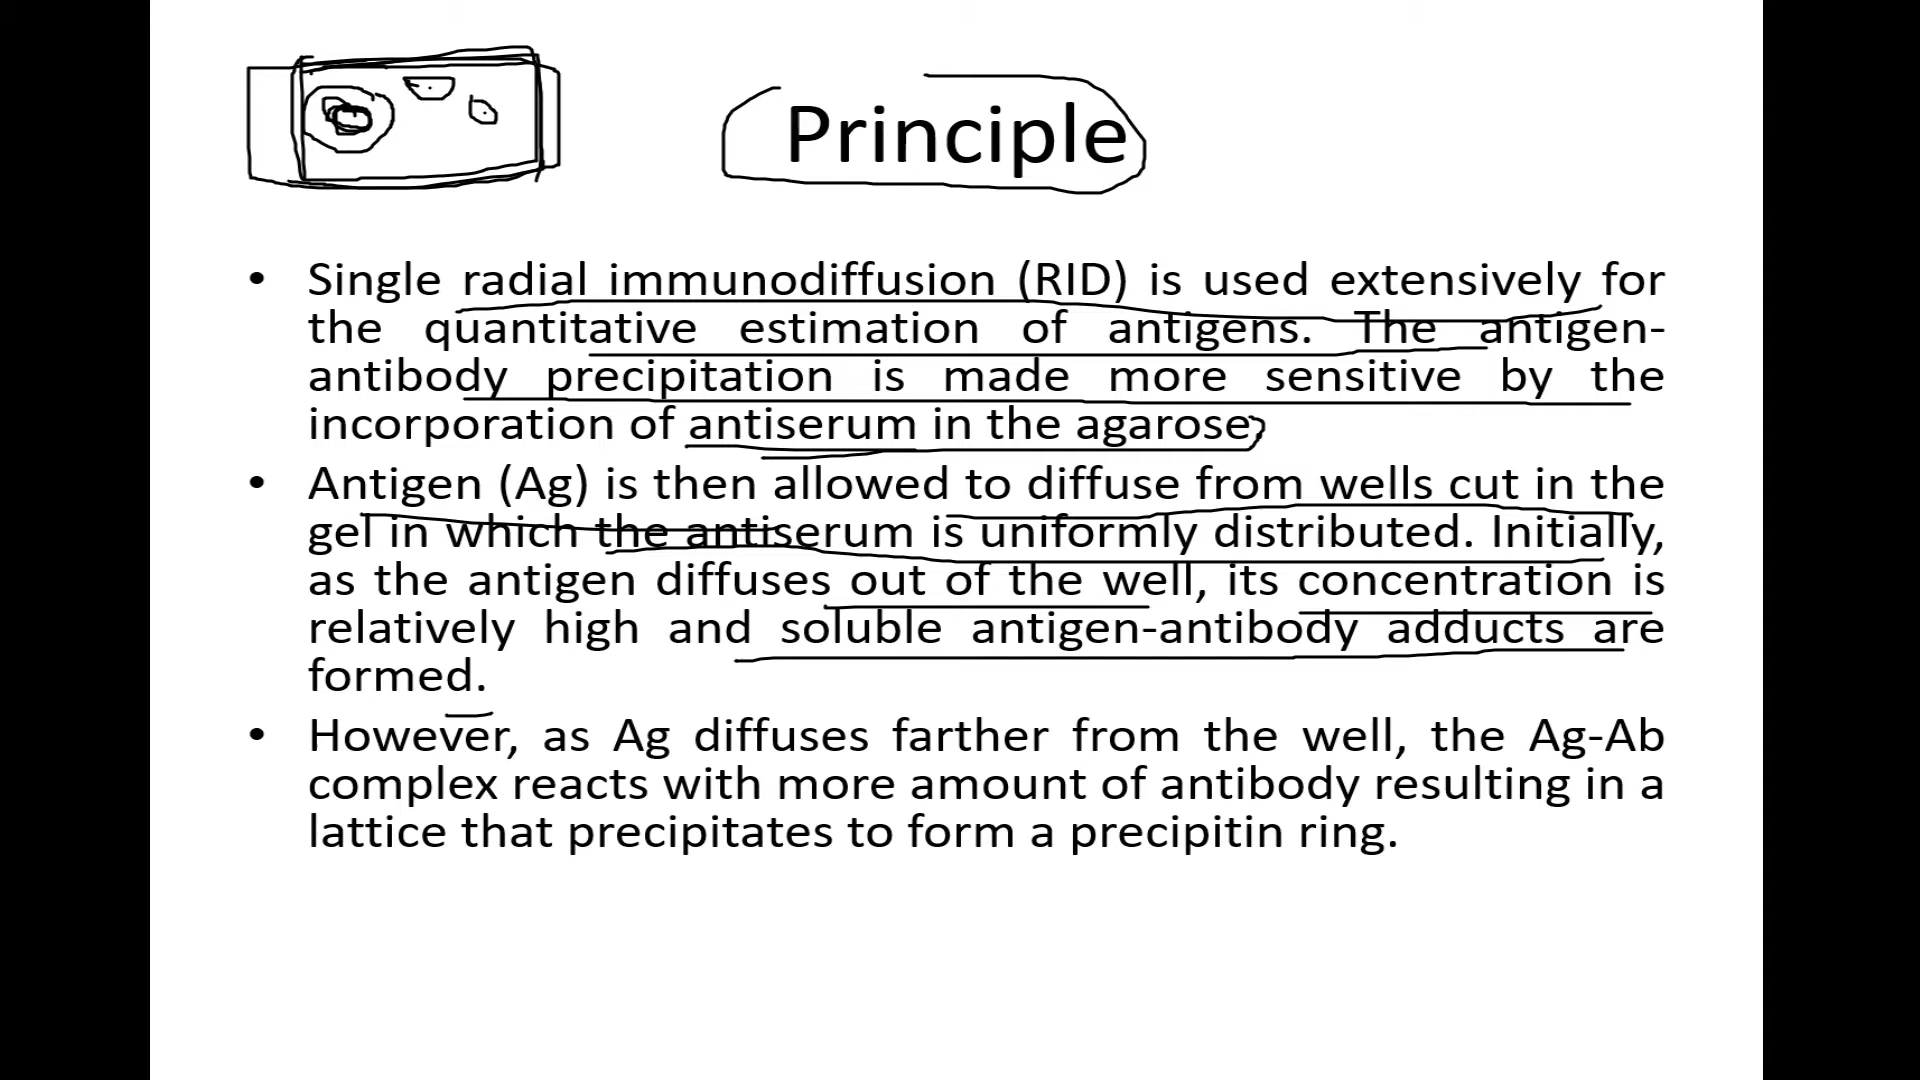 Principle
• Single radial immunodiffusion (RID) is used extensively for
the quantitative estimation of antigens. The antigen-
antibody precipitation is made more sensitive by the
incorporation of antiserum in the agarose.
• Antigen (Ag) is then allowed to diffuse from wells cut in the
gel in which the antiserum is uniformly distributed. Initially,
as the antigen diffuses out of the well, its concentration is
relatively high and soluble antigen-antibody adducts are
formed.
• However, as Ag diffuses farther from the well, the Ag-Ab
complex reacts with more amount of antibody resulting in a
lattice that precipitates to form a precipitin ring.